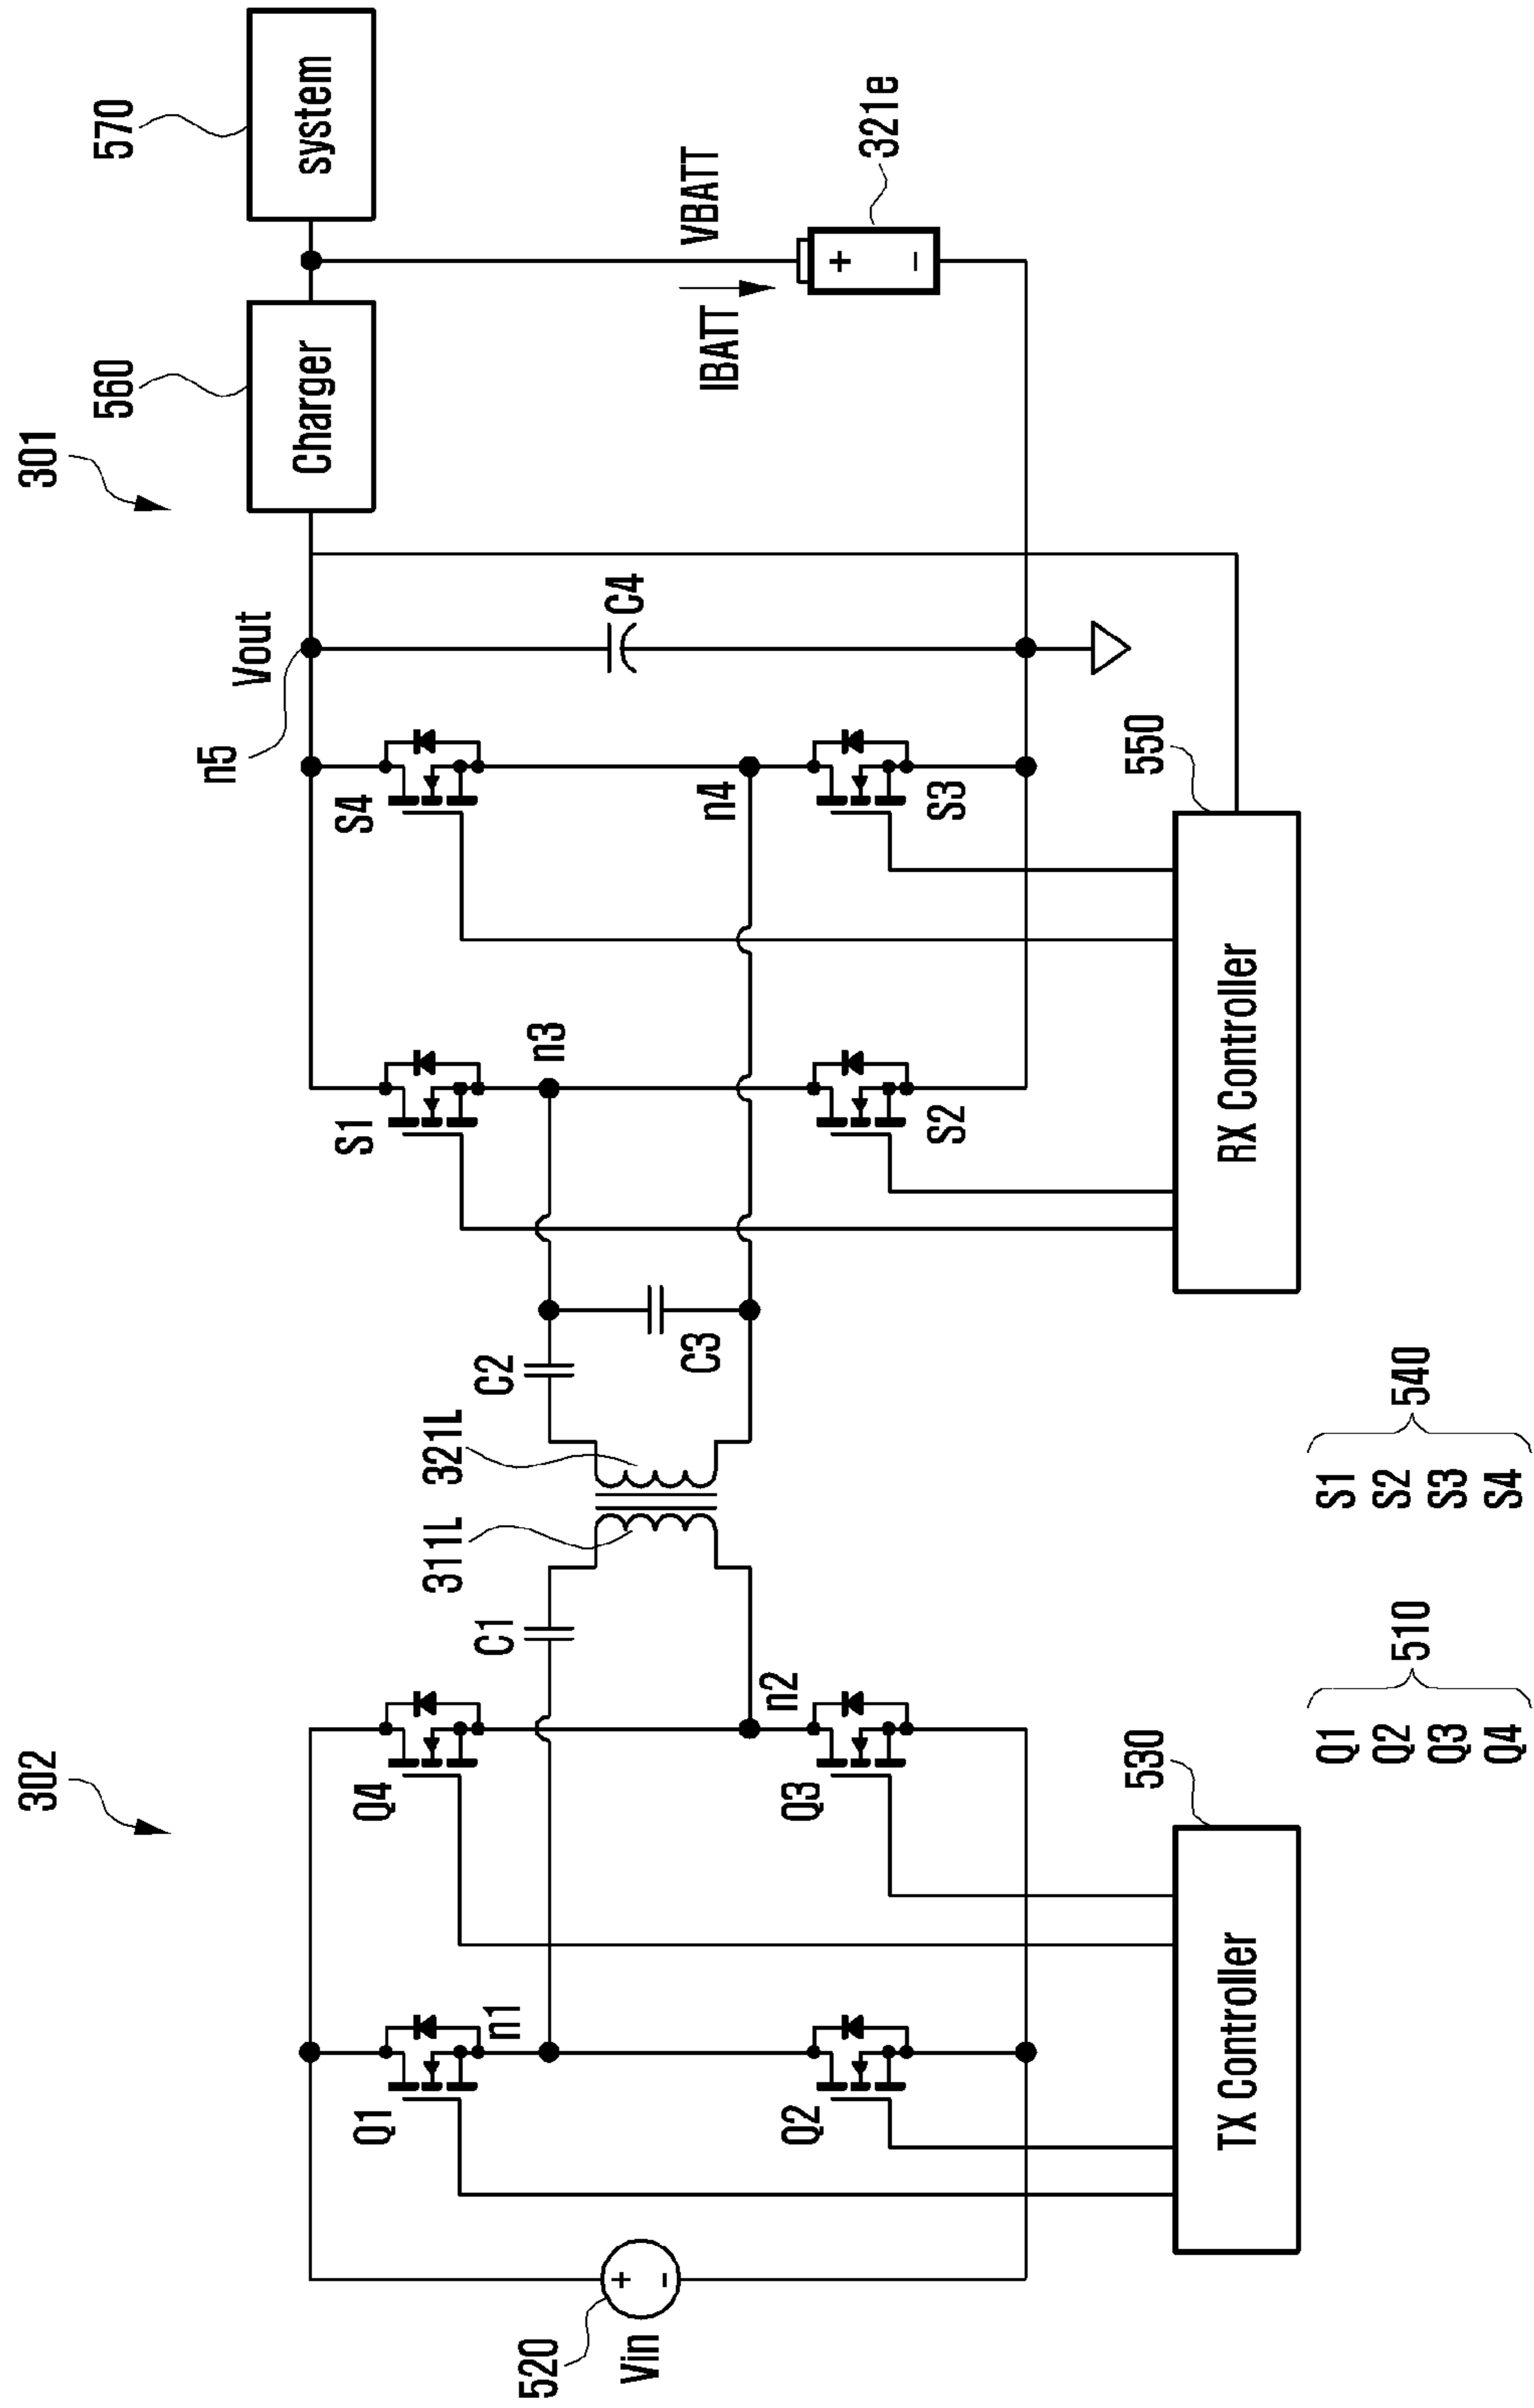 302
301
520
Vin
+
-
Q1
n1
Q4
Q2
Q3
n2
C1
311L
321L
C2
C3
S1
n3
S4
n4
S2
S3
n5
Vout
C4
Charger
560
system
570
IBATT
VBATT
+
-
321e
TX Controller
530
RX Controller
550
Q1
Q2
Q3
Q4
510
S1
S2
S3
S4
540